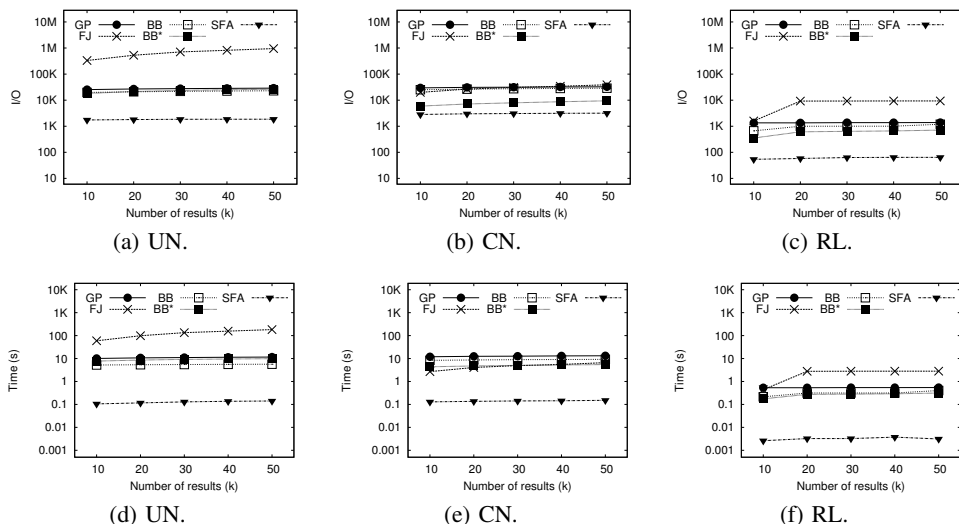 GP BB SFA
FJ BB*
10M
1M
100K
10K
1K
100
10
I/O
10 20 30 40 50
Number of results (k)
(a) UN.
GP BB SFA
FJ BB*
10M
1M
100K
10K
1K
100
10
I/O
10 20 30 40 50
Number of results (k)
(b) CN.
GP BB SFA
FJ BB*
10M
1M
100K
10K
1K
100
10
I/O
10 20 30 40 50
Number of results (k)
(c) RL.
GP BB SFA
FJ BB*
10K
1K
100
10
1
0.1
0.01
0.001
Time (s)
10 20 30 40 50
Number of results (k)
(d) UN.
GP BB SFA
FJ BB*
10K
1K
100
10
1
0.1
0.01
0.001
Time (s)
10 20 30 40 50
Number of results (k)
(e) CN.
GP BB SFA
FJ BB*
10K
1K
100
10
1
0.1
0.01
0.001
Time (s)
10 20 30 40 50
Number of results (k)
(f) RL.